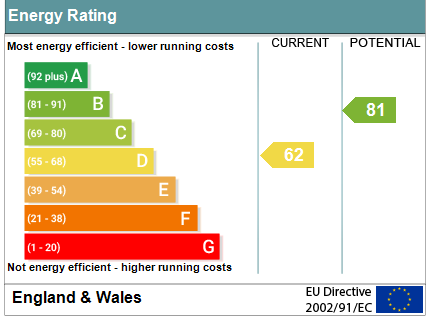 Energy Rating
Most energy efficient - lower running costs
CURRENT
POTENTIAL
(92 plus) A
(81 - 91) B
81
(69 - 80) C
(55 - 68) D
62
(39 - 54) E
(21 - 38) F
(1 - 20) G
Not energy efficient - higher running costs
England & Wales
EU Directive
2002/91/EC